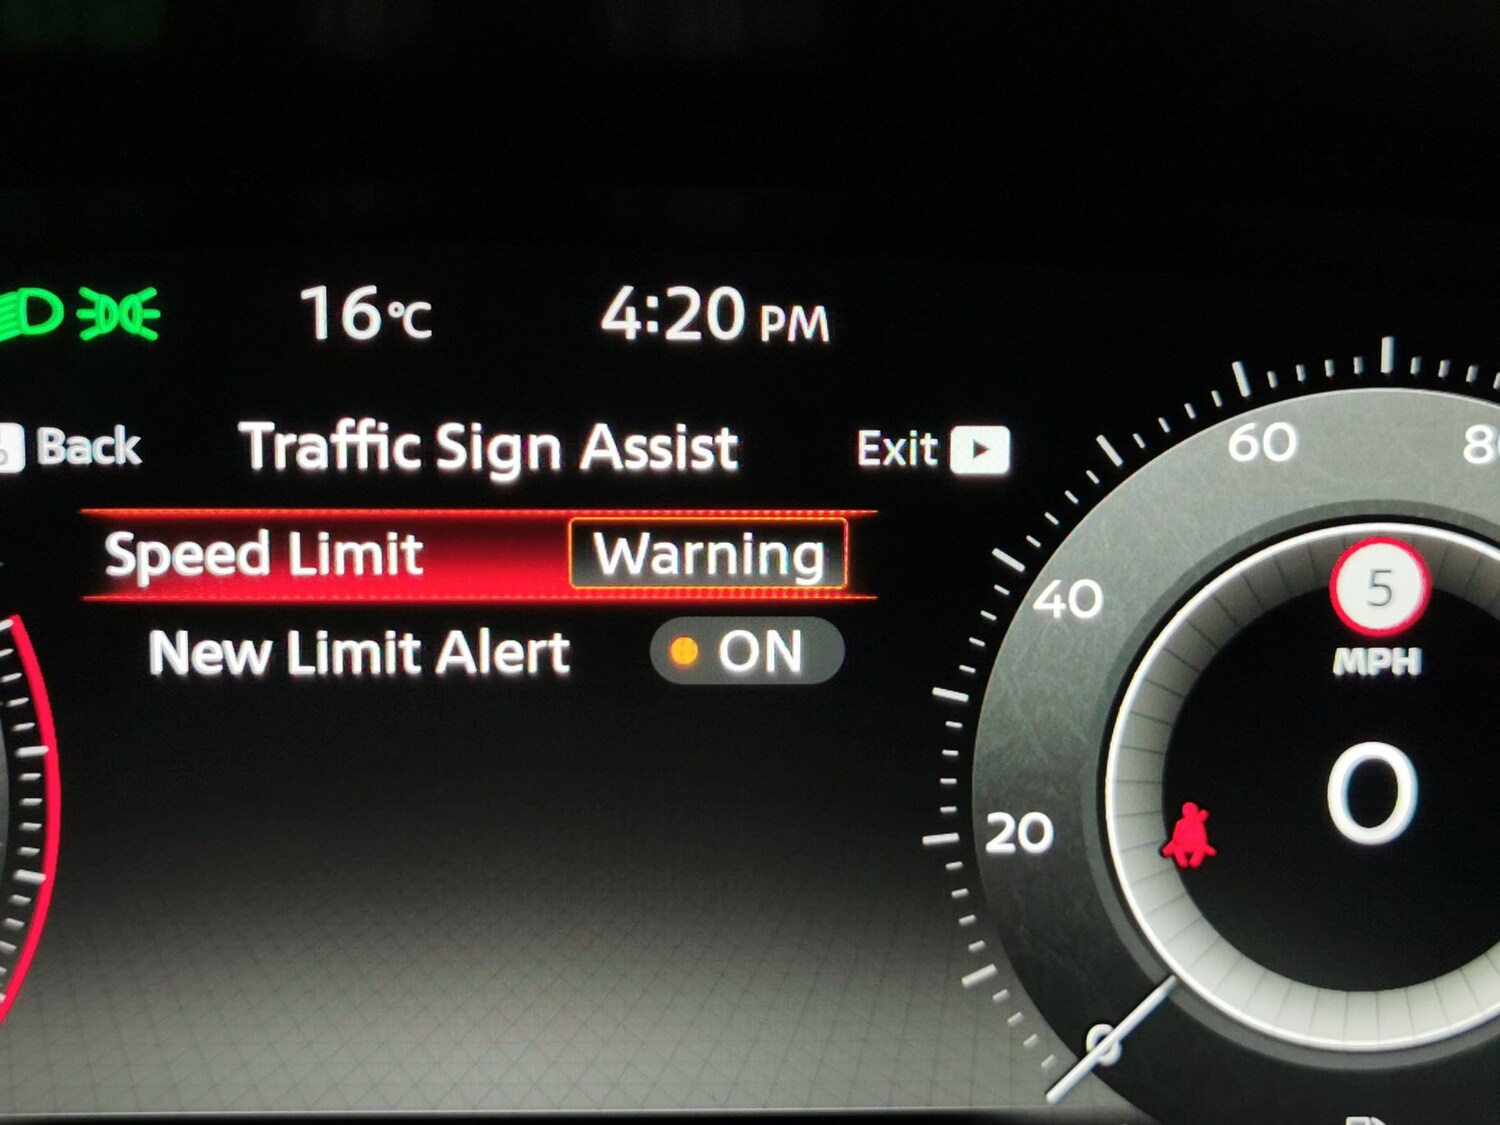 16°C 4:20 PM
Back Traffic Sign Assist Exit
Speed Limit Warning
New Limit Alert ON
60
40
20
0
5
MPH
0